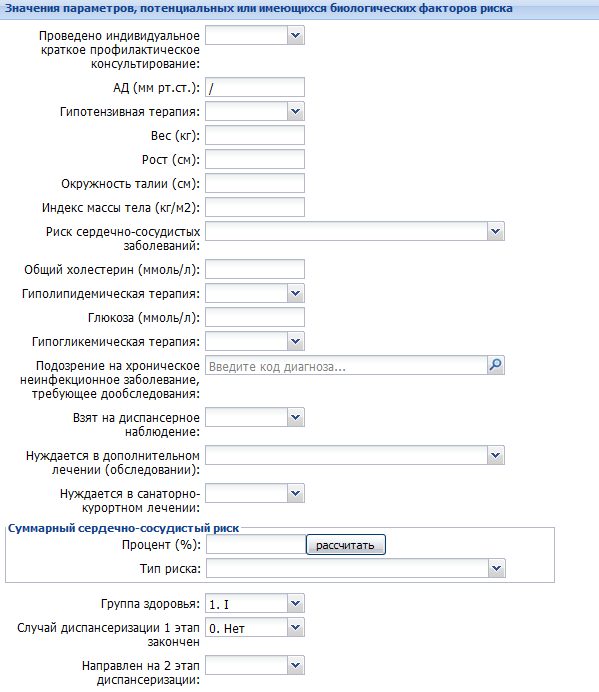 Значения параметров, потенциальных или имеющихся биологических факторов риска
Проведено индивидуальное
краткое профилактическое
консультирование:
АД (мм рт.ст.): /
Гипотензивная терапия:
Вес (кг):
Рост (см):
Окружность талии (см):
Индекс массы тела (кг/м2):
Риск сердечно-сосудистых
заболеваний:
Общий холестерин (ммоль/л):
Гиполипидемическая терапия:
Глюкоза (ммоль/л):
Гипогликемическая терапия:
Подозрение на хроническое
неинфекционное заболевание,
требующее дообследования:
Введите код диагноза...
Взят на диспансерное
наблюдение:
Нуждается в дополнительном
лечении (обследовании):
Нуждается в санаторно-
курортном лечении:
Суммарный сердечно-сосудистый риск
Процент (%): рассчитать
Тип риска:
Группа здоровья: 1. I
Случай диспансеризации 1 этап
закончен
0. Нет
Направлен на 2 этап
диспансеризации: